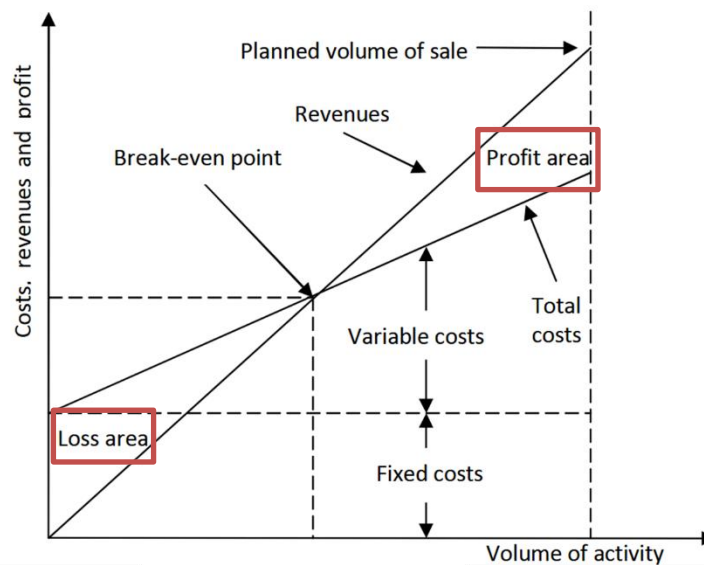 Planned volume of sale
Revenues
Break-even point
Profit area
Costs, revenues and profit
Total
costs
Variable costs
Loss area
Fixed costs
Volume of activity